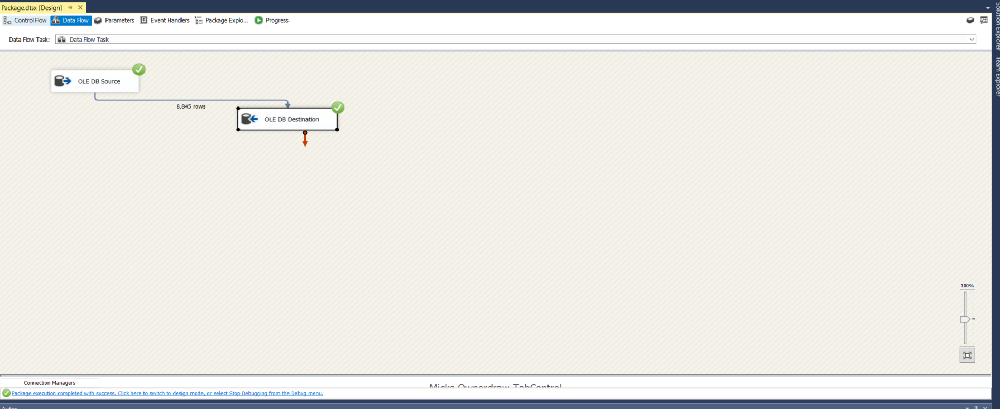 Package.dtsx [Design]
Control Flow Data Flow Parameters Event Handlers Package Explo... Progress
Data Flow Task: Data Flow Task
OLE DB Source
8,845 rows
OLE DB Destination
100%
Connection Managers
Micks Ownerdraw TabControl
Package execution completed with success. Click here to switch to design mode, or select Stop Debugging from the Debug menu.
Autos
Solution Explorer
Team Explorer